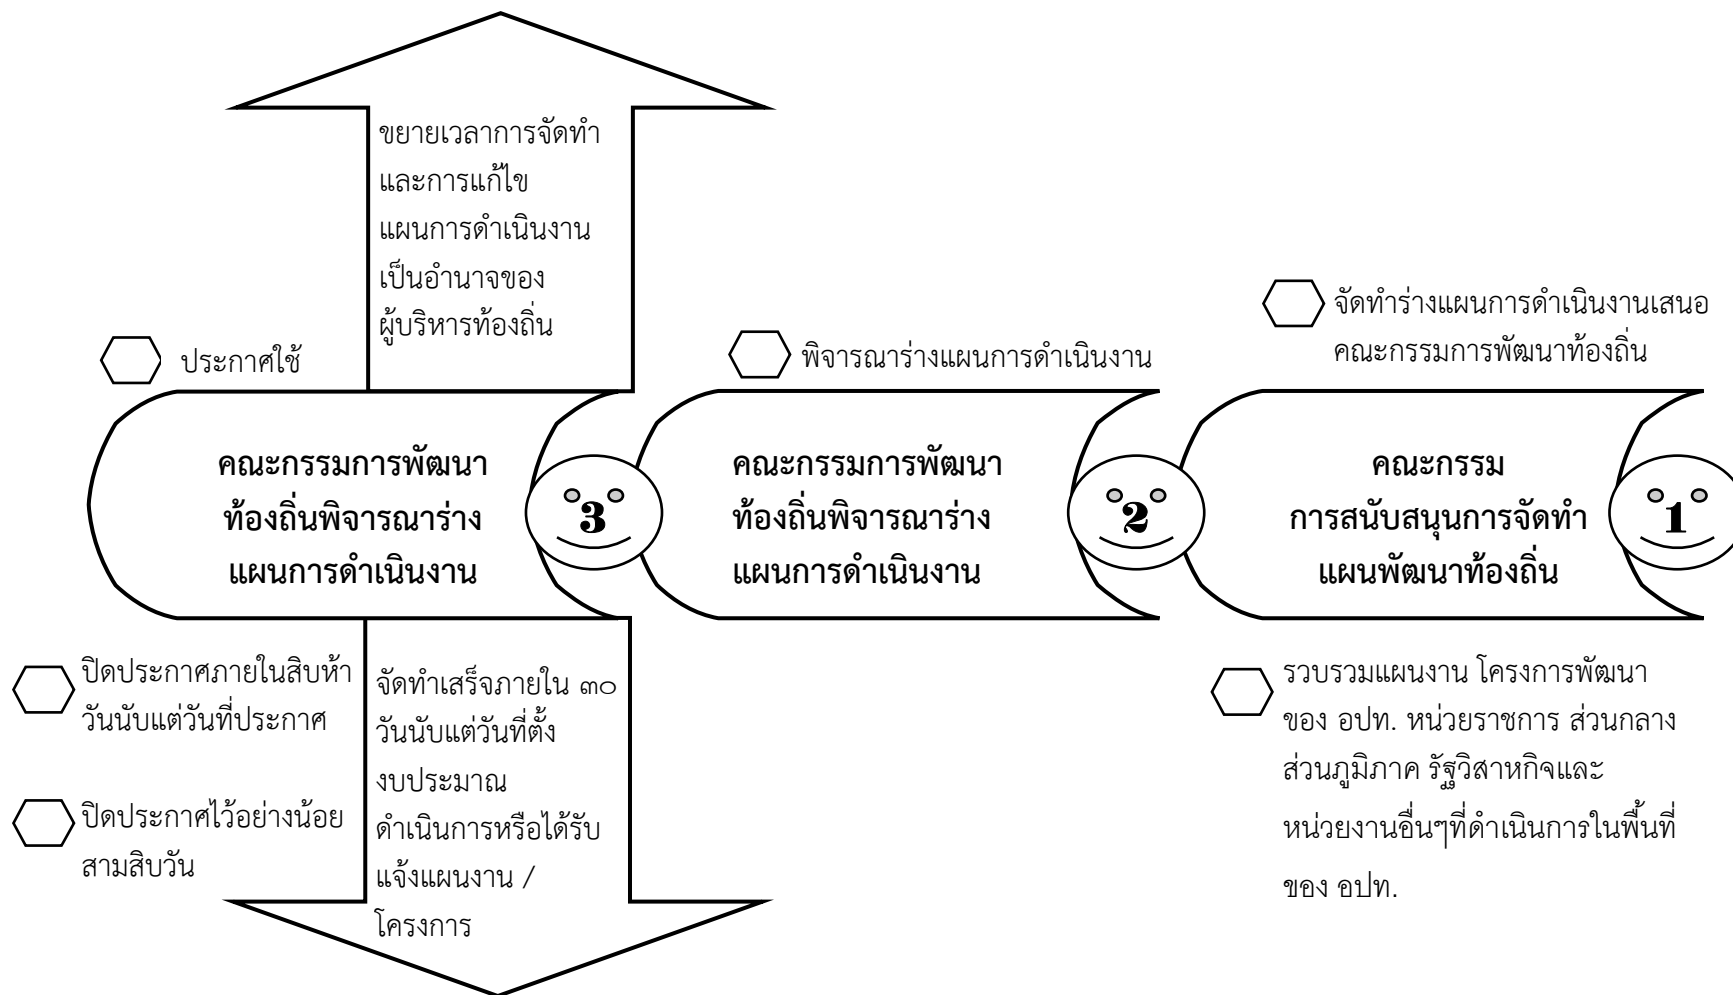 ขยายเวลาการจัดทำ
และการแก้ไข
แผนการดำเนินงาน
เป็นอำนาจของ
ผู้บริหารท้องถิ่น
ประกาศใช้
พิจารณาร่างแผนการดำเนินงาน
จัดทำร่างแผนการดำเนินงานเสนอ
คณะกรรมการพัฒนาท้องถิ่น
คณะกรรมการพัฒนา
ท้องถิ่นพิจารณาร่าง
แผนการดำเนินงาน
3
คณะกรรมการพัฒนา
ท้องถิ่นพิจารณาร่าง
แผนการดำเนินงาน
2
คณะกรรม
การสนับสนุนการจัดทำ
แผนพัฒนาท้องถิ่น
1
ปิดประกาศภายในสิบห้า
วันนับแต่วันที่ประกาศ
ปิดประกาศไว้อย่างน้อย
สามสิบวัน
จัดทำเสร็จภายใน ๓๐
วันนับแต่วันที่ตั้ง
งบประมาณ
ดำเนินการหรือได้รับ
แจ้งแผนงาน /
โครงการ
รวบรวมแผนงาน โครงการพัฒนา
ของ อปท. หน่วยราชการ ส่วนกลาง
ส่วนภูมิภาค รัฐวิสาหกิจและ
หน่วยงานอื่นๆที่ดำเนินการในพื้นที่
ของ อปท.